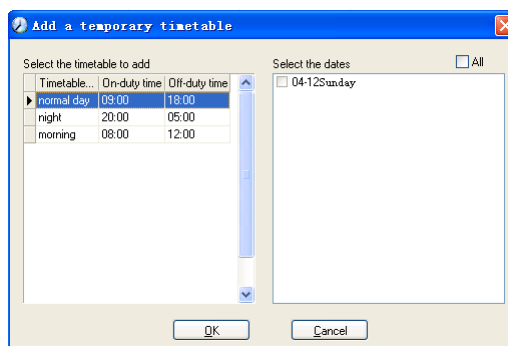 Add a temporary timetable
Select the timetable to add
Timetable... On-duty time Off-duty time
normal day 09:00 18:00
night 20:00 05:00
morning 08:00 12:00
Select the dates All
04-12Sunday
OK Cancel